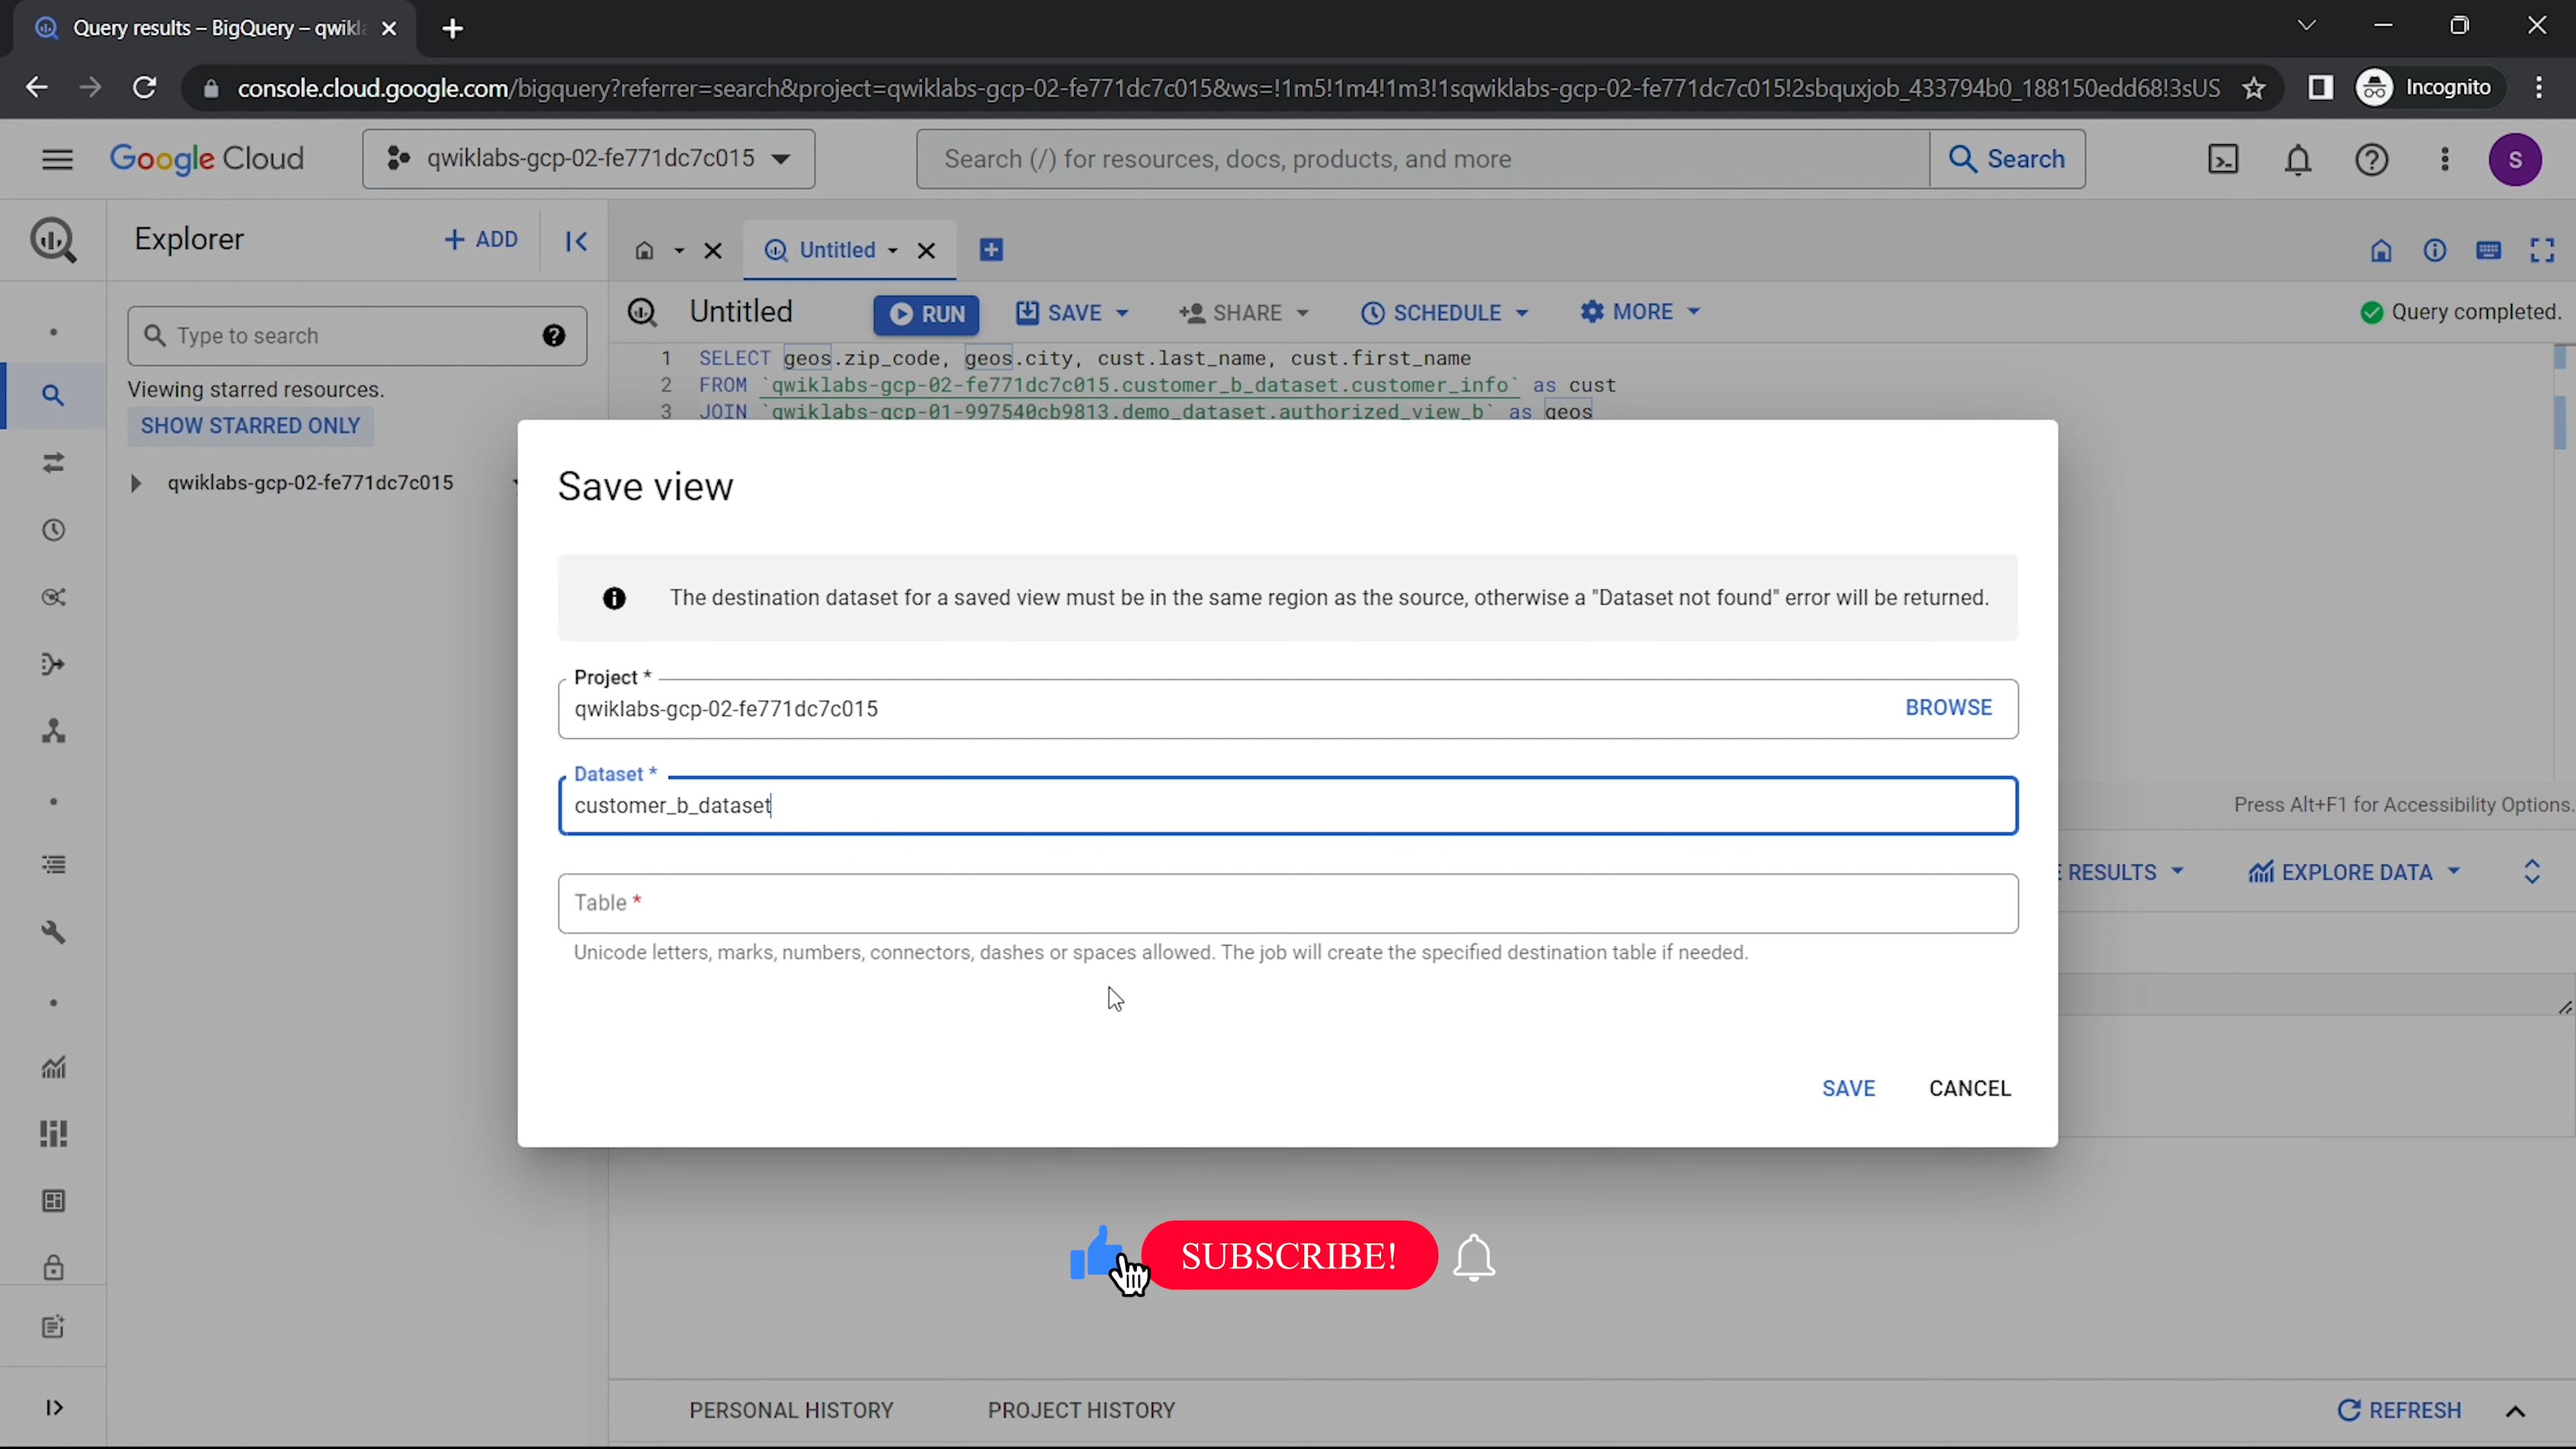 Query results – BigQuery – qwikla
console.cloud.google.com/bigquery?referrer=search&project=qwiklabs-gcp-02-fe771dc7c015&ws=!1m5!1m4!1m3!1sqwiklabs-gcp-02-fe771dc7c015!2sbquxjob_433794b0_188150edd68!3sUS
Incognito
Google Cloud
qwiklabs-gcp-02-fe771dc7c015
Search (/) for resources, docs, products, and more
Search
S
Explorer
+ ADD
Untitled
Untitled
RUN
SAVE
SHARE
SCHEDULE
MORE
Query completed.
Type to search
Viewing starred resources.
SHOW STARRED ONLY
qwiklabs-gcp-02-fe771dc7c015
1 SELECT geos.zip_code, geos.city, cust.last_name, cust.first_name
2 FROM `qwiklabs-gcp-02-fe771dc7c015.customer_b_dataset.customer_info` as cust
3 JOIN `qwiklabs-gcp-01-997540cb9813.demo_dataset.authorized_view_b` as geos
Save view
The destination dataset for a saved view must be in the same region as the source, otherwise a "Dataset not found" error will be returned.
Project *
qwiklabs-gcp-02-fe771dc7c015
BROWSE
Dataset *
customer_b_dataset
Press Alt+F1 for Accessibility Options.
Table *
Unicode letters, marks, numbers, connectors, dashes or spaces allowed. The job will create the specified destination table if needed.
RESULTS
EXPLORE DATA
SAVE
CANCEL
SUBSCRIBE!
PERSONAL HISTORY
PROJECT HISTORY
REFRESH